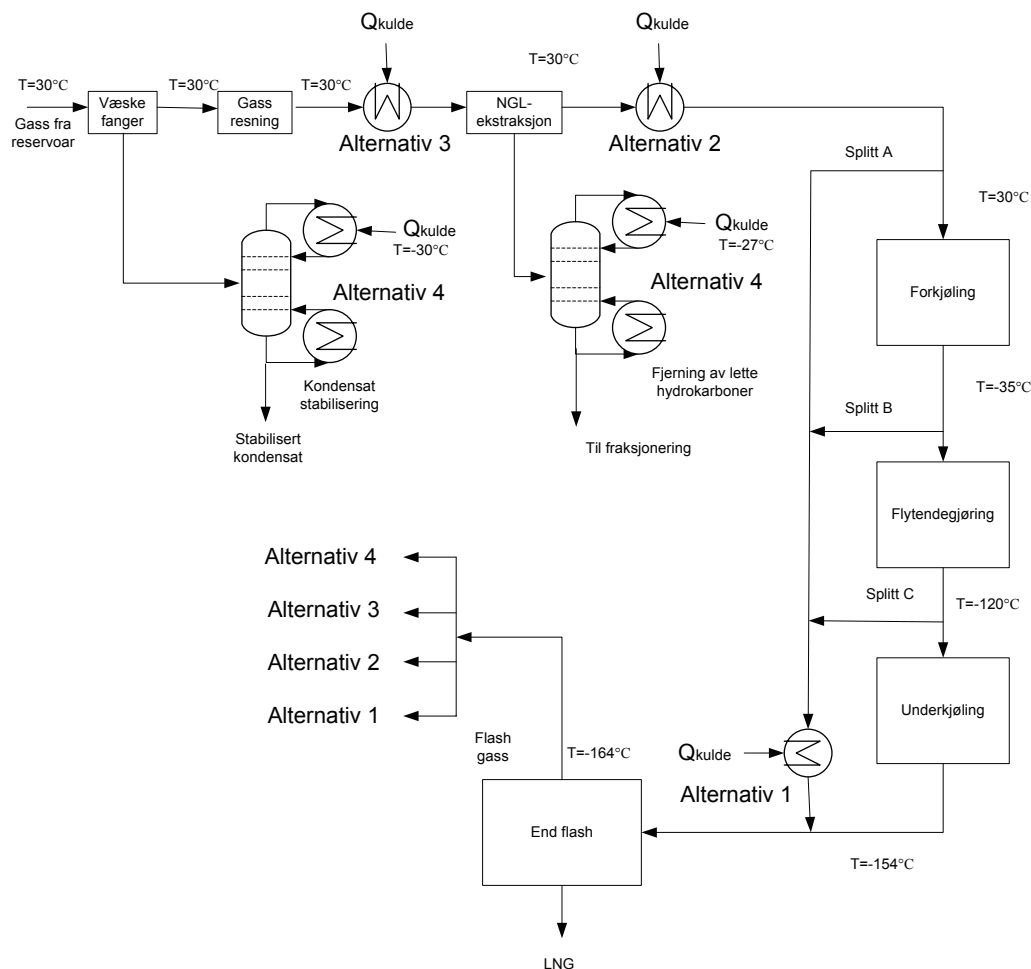 Qkulde
Qkulde
T=30°C
T=30°C
T=30°C
T=30°C
Væske
fanger
Gass
resning
NGL-
ekstraksjon
Gass fra
reservoar
Alternativ 3
Alternativ 2
Splitt A
T=30°C
Qkulde
T=-30°C
Qkulde
T=-27°C
Alternativ 4
Alternativ 4
Forkjøling
Kondensat
stabilisering
Fjerning av lette
hydrokarboner
T=-35°C
Splitt B
Stabilisert
kondensat
Til fraksjonering
Flytendegjøring
Alternativ 4
Alternativ 3
Alternativ 2
Alternativ 1
Splitt C
T=-120°C
Underkjøling
Flash
gass
T=-164°C
Qkulde
Alternativ 1
End flash
T=-154°C
LNG